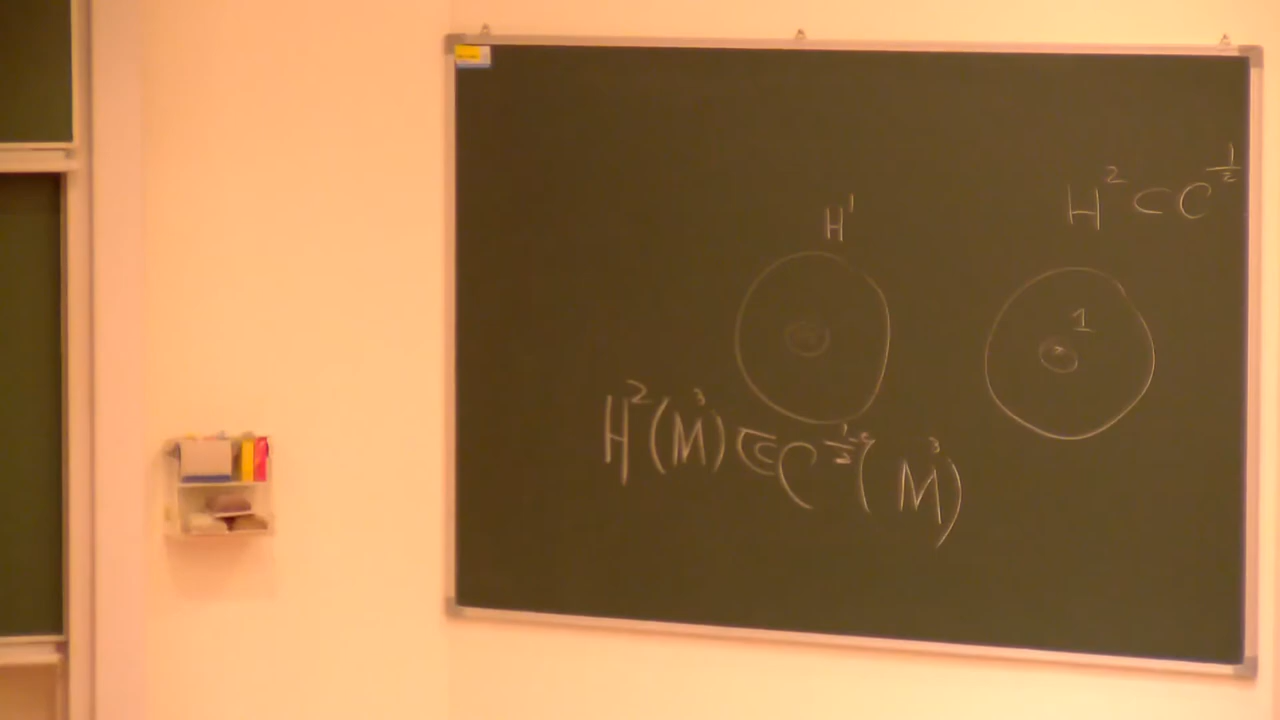 H² ⊂ C^{1/2}
H¹
1
H²(M³) ⋐ C^{1/2-ε}(M³)